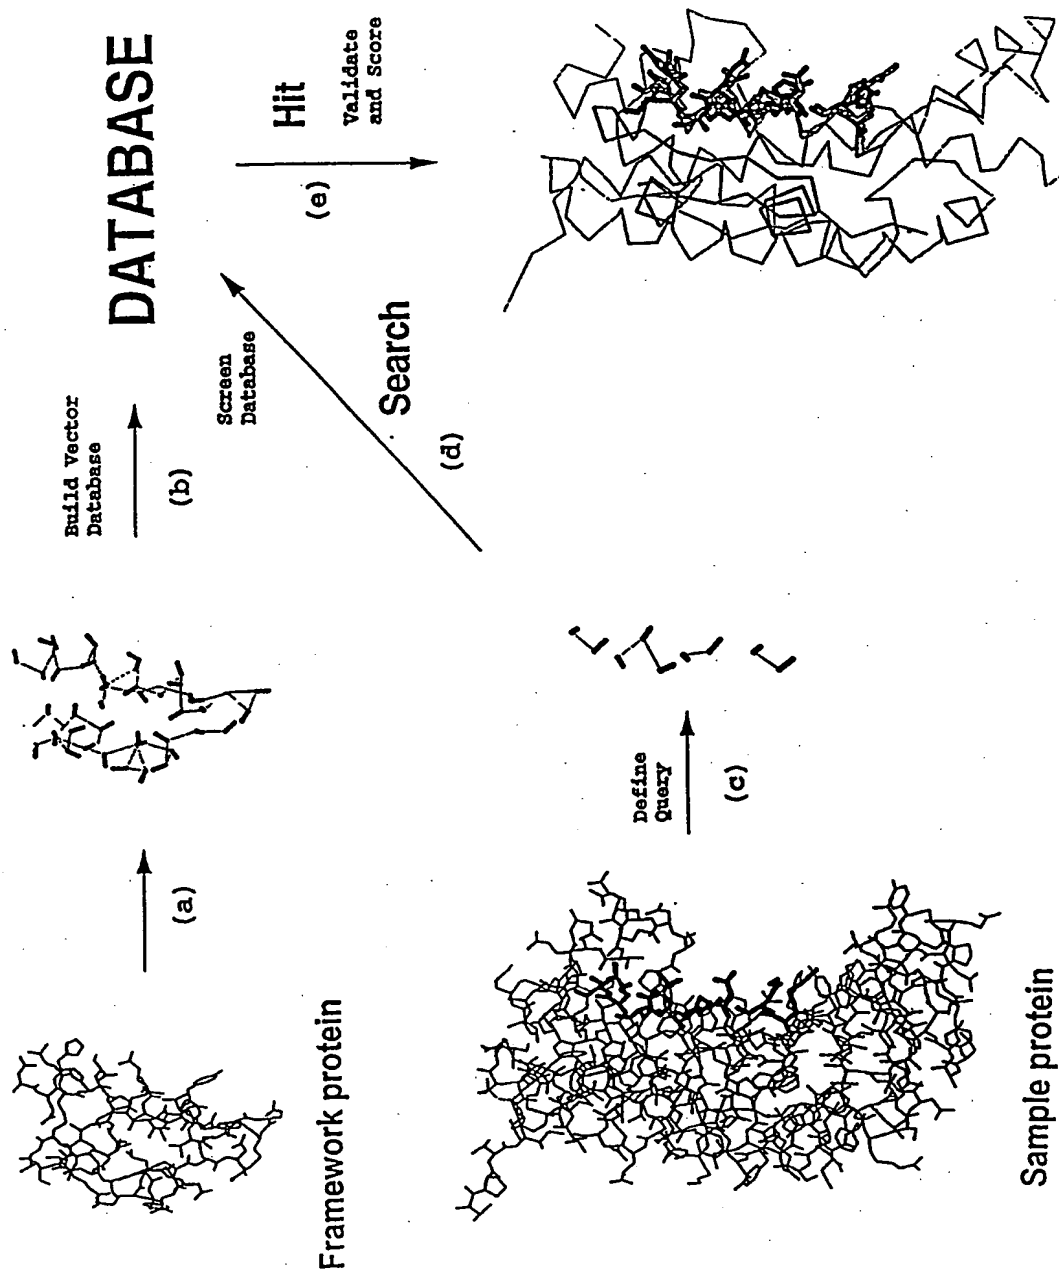 Framework protein
(a)
Build Vector
Database
(b)
DATABASE
Sample protein
Define
Query
(c)
Screen
Database
Search
(d)
Hit
(e)
Validate
and Score